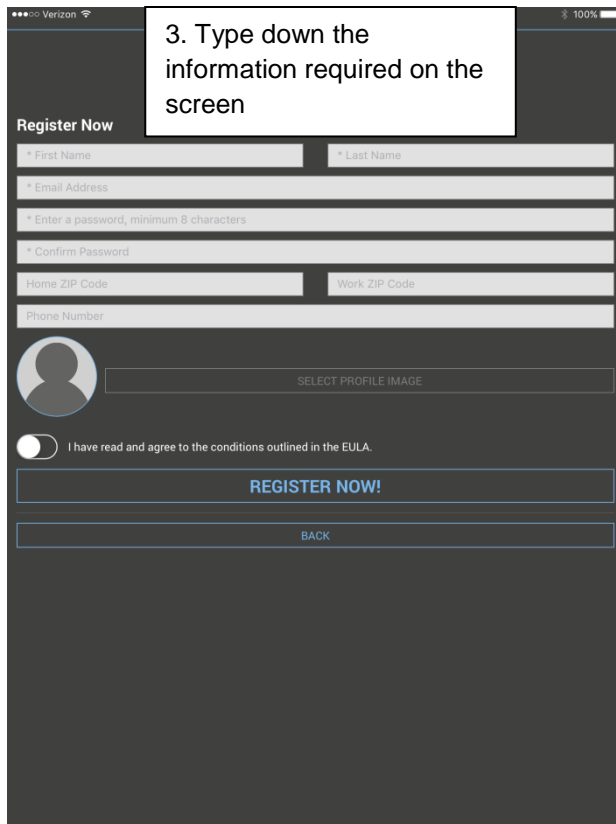 Verizon
100%
3. Type down the
information required on the
screen
Register Now
* First Name
* Last Name
* Email Address
* Enter a password, minimum 8 characters
* Confirm Password
Home ZIP Code
Work ZIP Code
Phone Number
SELECT PROFILE IMAGE
I have read and agree to the conditions outlined in the EULA.
REGISTER NOW!
BACK